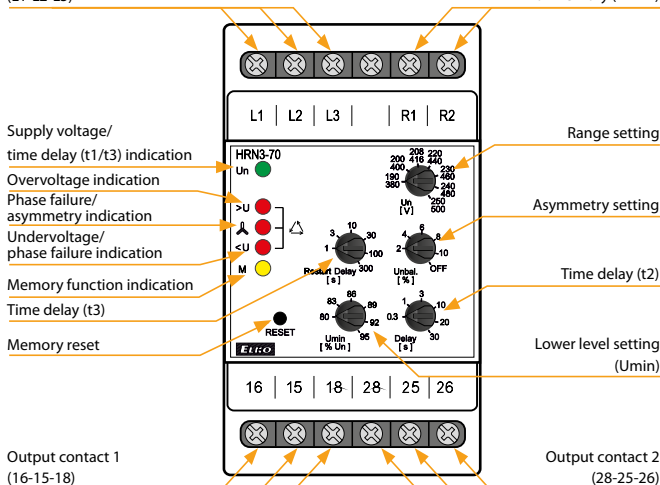 L1 L2 L3 R1 R2
HRN3-70
Un
>U
<U
M
RESET
ELKO
Supply voltage/
time delay (t1/t3) indication
Overvoltage indication
Phase failure/
asymmetry indication
Undervoltage/
phase failure indication
Memory function indication
Time delay (t3)
Memory reset
190 380
200 400
208 416
220 440
230 460
240 480
250 500
Un
[V]
Range setting
2 4 6 8 10 OFF
Unbal.
[%]
Asymmetry setting
1 3 10 30 100 300
Restart Delay
[s]
80 83 86 89 92 95
Umin
[% Un]
0.3 1 3 10 20 30
Delay
[s]
Time delay (t2)
Lower level setting
(Umin)
16 15 18 28 25 26
Output contact 1
(16-15-18)
Output contact 2
(28-25-26)